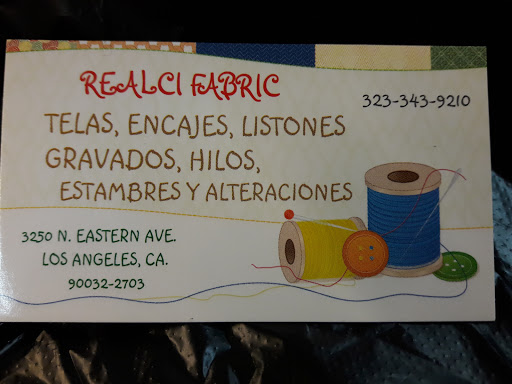 REALCI FABRIC
323-343-9210
TELAS, ENCAJES, LISTONES
GRAVADOS, HILOS,
ESTAMBRES Y ALTERACIONES
3250 N. EASTERN AVE.
LOS ANGELES, CA.
90032-2703